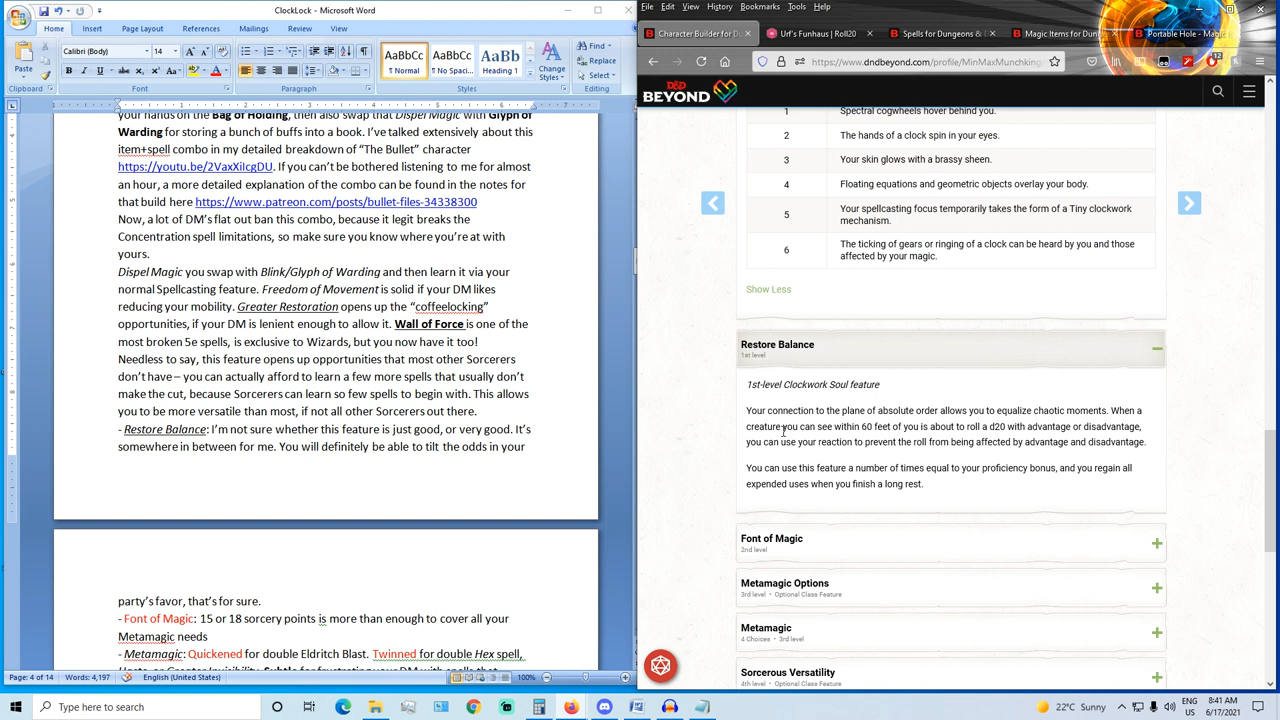 ClockLock - Microsoft Word
Home
Insert
Page Layout
References
Mailings
Review
View
Paste
Calibri (Body)
14
AaBbCc
AaBbCc
AaBb
¶ Normal
¶ No Spaci...
Heading 1
Change
Styles
Find
Replace
Select
Clipboard
Font
Paragraph
Styles
Editing
your hands on the Bag of Holding, then also swap that Dispel Magic with Glyph of
Warding for storing a bunch of buffs into a book. I've talked extensively about this
item+spell combo in my detailed breakdown of "The Bullet" character
https://youtu.be/2VaxXiIcgDU. If you can't be bothered listening to me for almost
an hour, a more detailed explanation of the combo can be found in the notes for
that build here https://www.patreon.com/posts/bullet-files-34338300
Now, a lot of DM's flat out ban this combo, because it legit breaks the
Concentration spell limitations, so make sure you know where you're at with
yours.
Dispel Magic you swap with Blink/Glyph of Warding and then learn it via your
normal Spellcasting feature. Freedom of Movement is solid if your DM likes
reducing your mobility. Greater Restoration opens up the "coffeelocking"
opportunities, if your DM is lenient enough to allow it. Wall of Force is one of the
most broken 5e spells, is exclusive to Wizards, but you now have it too!
Needless to say, this feature opens up opportunities that most other Sorcerers
don't have – you can actually afford to learn a few more spells that usually don't
make the cut, because Sorcerers can learn so few spells to begin with. This allows
you to be more versatile than most, if not all other Sorcerers out there.
- Restore Balance: I'm not sure whether this feature is just good, or very good. It's
somewhere in between for me. You will definitely be able to tilt the odds in your
party's favor, that's for sure.
- Font of Magic: 15 or 18 sorcery points is more than enough to cover all your
Metamagic needs
- Metamagic: Quickened for double Eldritch Blast. Twinned for double Hex spell,
Haste, or Greater Invisibility. Subtle for frustrating your DM with spells that
Page: 4 of 14
Words: 4,197
English (United States)
100%
File Edit View History Bookmarks Tools Help
Character Builder for D
Urf's Funhaus | Roll20
Spells for Dungeons &
Magic Items for Dun
Portable Hole - Magic
https://www.dndbeyond.com/profile/MinMaxMunchking
D&D
BEYOND
1 Spectral cogwheels hover behind you.
2 The hands of a clock spin in your eyes.
3 Your skin glows with a brassy sheen.
4 Floating equations and geometric objects overlay your body.
5 Your spellcasting focus temporarily takes the form of a Tiny clockwork
mechanism.
6 The ticking of gears or ringing of a clock can be heard by you and those
affected by your magic.
Show Less
Restore Balance
1st level
1st-level Clockwork Soul feature
Your connection to the plane of absolute order allows you to equalize chaotic moments. When a
creature you can see within 60 feet of you is about to roll a d20 with advantage or disadvantage,
you can use your reaction to prevent the roll from being affected by advantage and disadvantage.
You can use this feature a number of times equal to your proficiency bonus, and you regain all
expended uses when you finish a long rest.
Font of Magic
2nd level
Metamagic Options
3rd level • Optional Class Feature
Metamagic
4 Choices • 3rd level
Sorcerous Versatility
4th level • Optional Class Feature
Type here to search
22°C Sunny
ENG
US
8:41 AM
6/17/2021